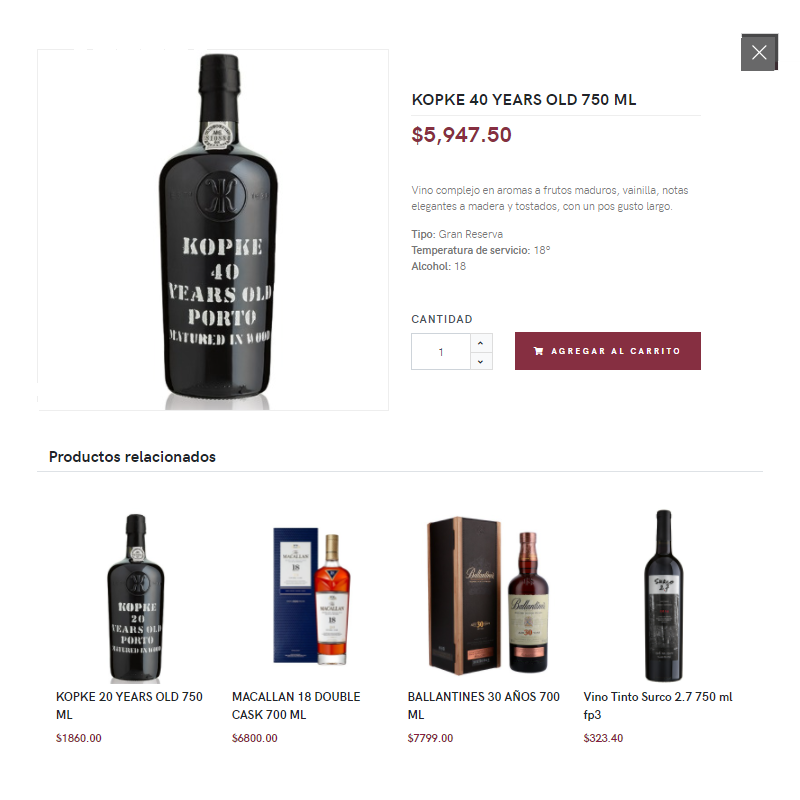 KOPKE 40 YEARS OLD 750 ML
$5,947.50
Vino complejo en aromas a frutos maduros, vainilla, notas
elegantes a madera y tostados, con un pos gusto largo.
Tipo: Gran Reserva
Temperatura de servicio: 18º
Alcohol: 18
CANTIDAD
1
AGREGAR AL CARRITO
KOPKE
40
YEARS OLD
PORTO
MATURED IN WOOD
Productos relacionados
KOPKE
20
YEARS OLD
PORTO
MATURED IN WOOD
MACALLAN
18
MACALLAN
18
Ballantine's
30
Ballantine's
30
SURCO
2.7
KOPKE 20 YEARS OLD 750
ML
$1860.00
MACALLAN 18 DOUBLE
CASK 700 ML
$6800.00
BALLANTINES 30 AÑOS 700
ML
$7799.00
Vino Tinto Surco 2.7 750 ml
fp3
$323.40